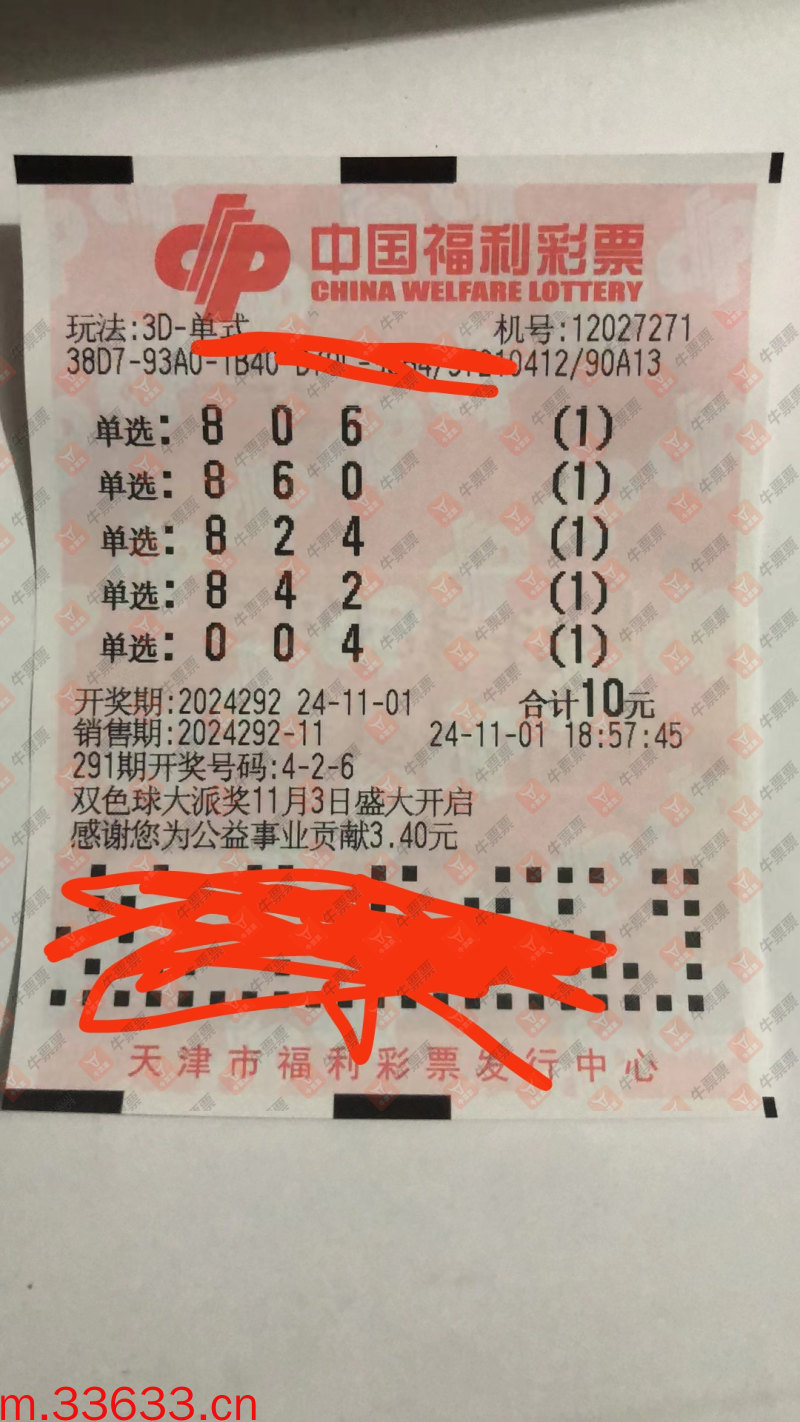 中国福利彩票
CHINA WELFARE LOTTERY
玩法:3D-单式 机号:12027271
38D7-93A0-1B40 0412/90A13
单选: 8 0 6 (1)
单选: 8 6 0 (1)
单选: 8 2 4 (1)
单选: 8 4 2 (1)
单选: 0 0 4 (1)
开奖期:2024292 24-11-01 合计10元
销售期:2024292-11 24-11-01 18:57:45
291期开奖号码:4-2-6
双色球大派奖11月3日盛大开启
感谢您为公益事业贡献3.40元
天津市福利彩票发行中心
牛票票
m.33633.cn